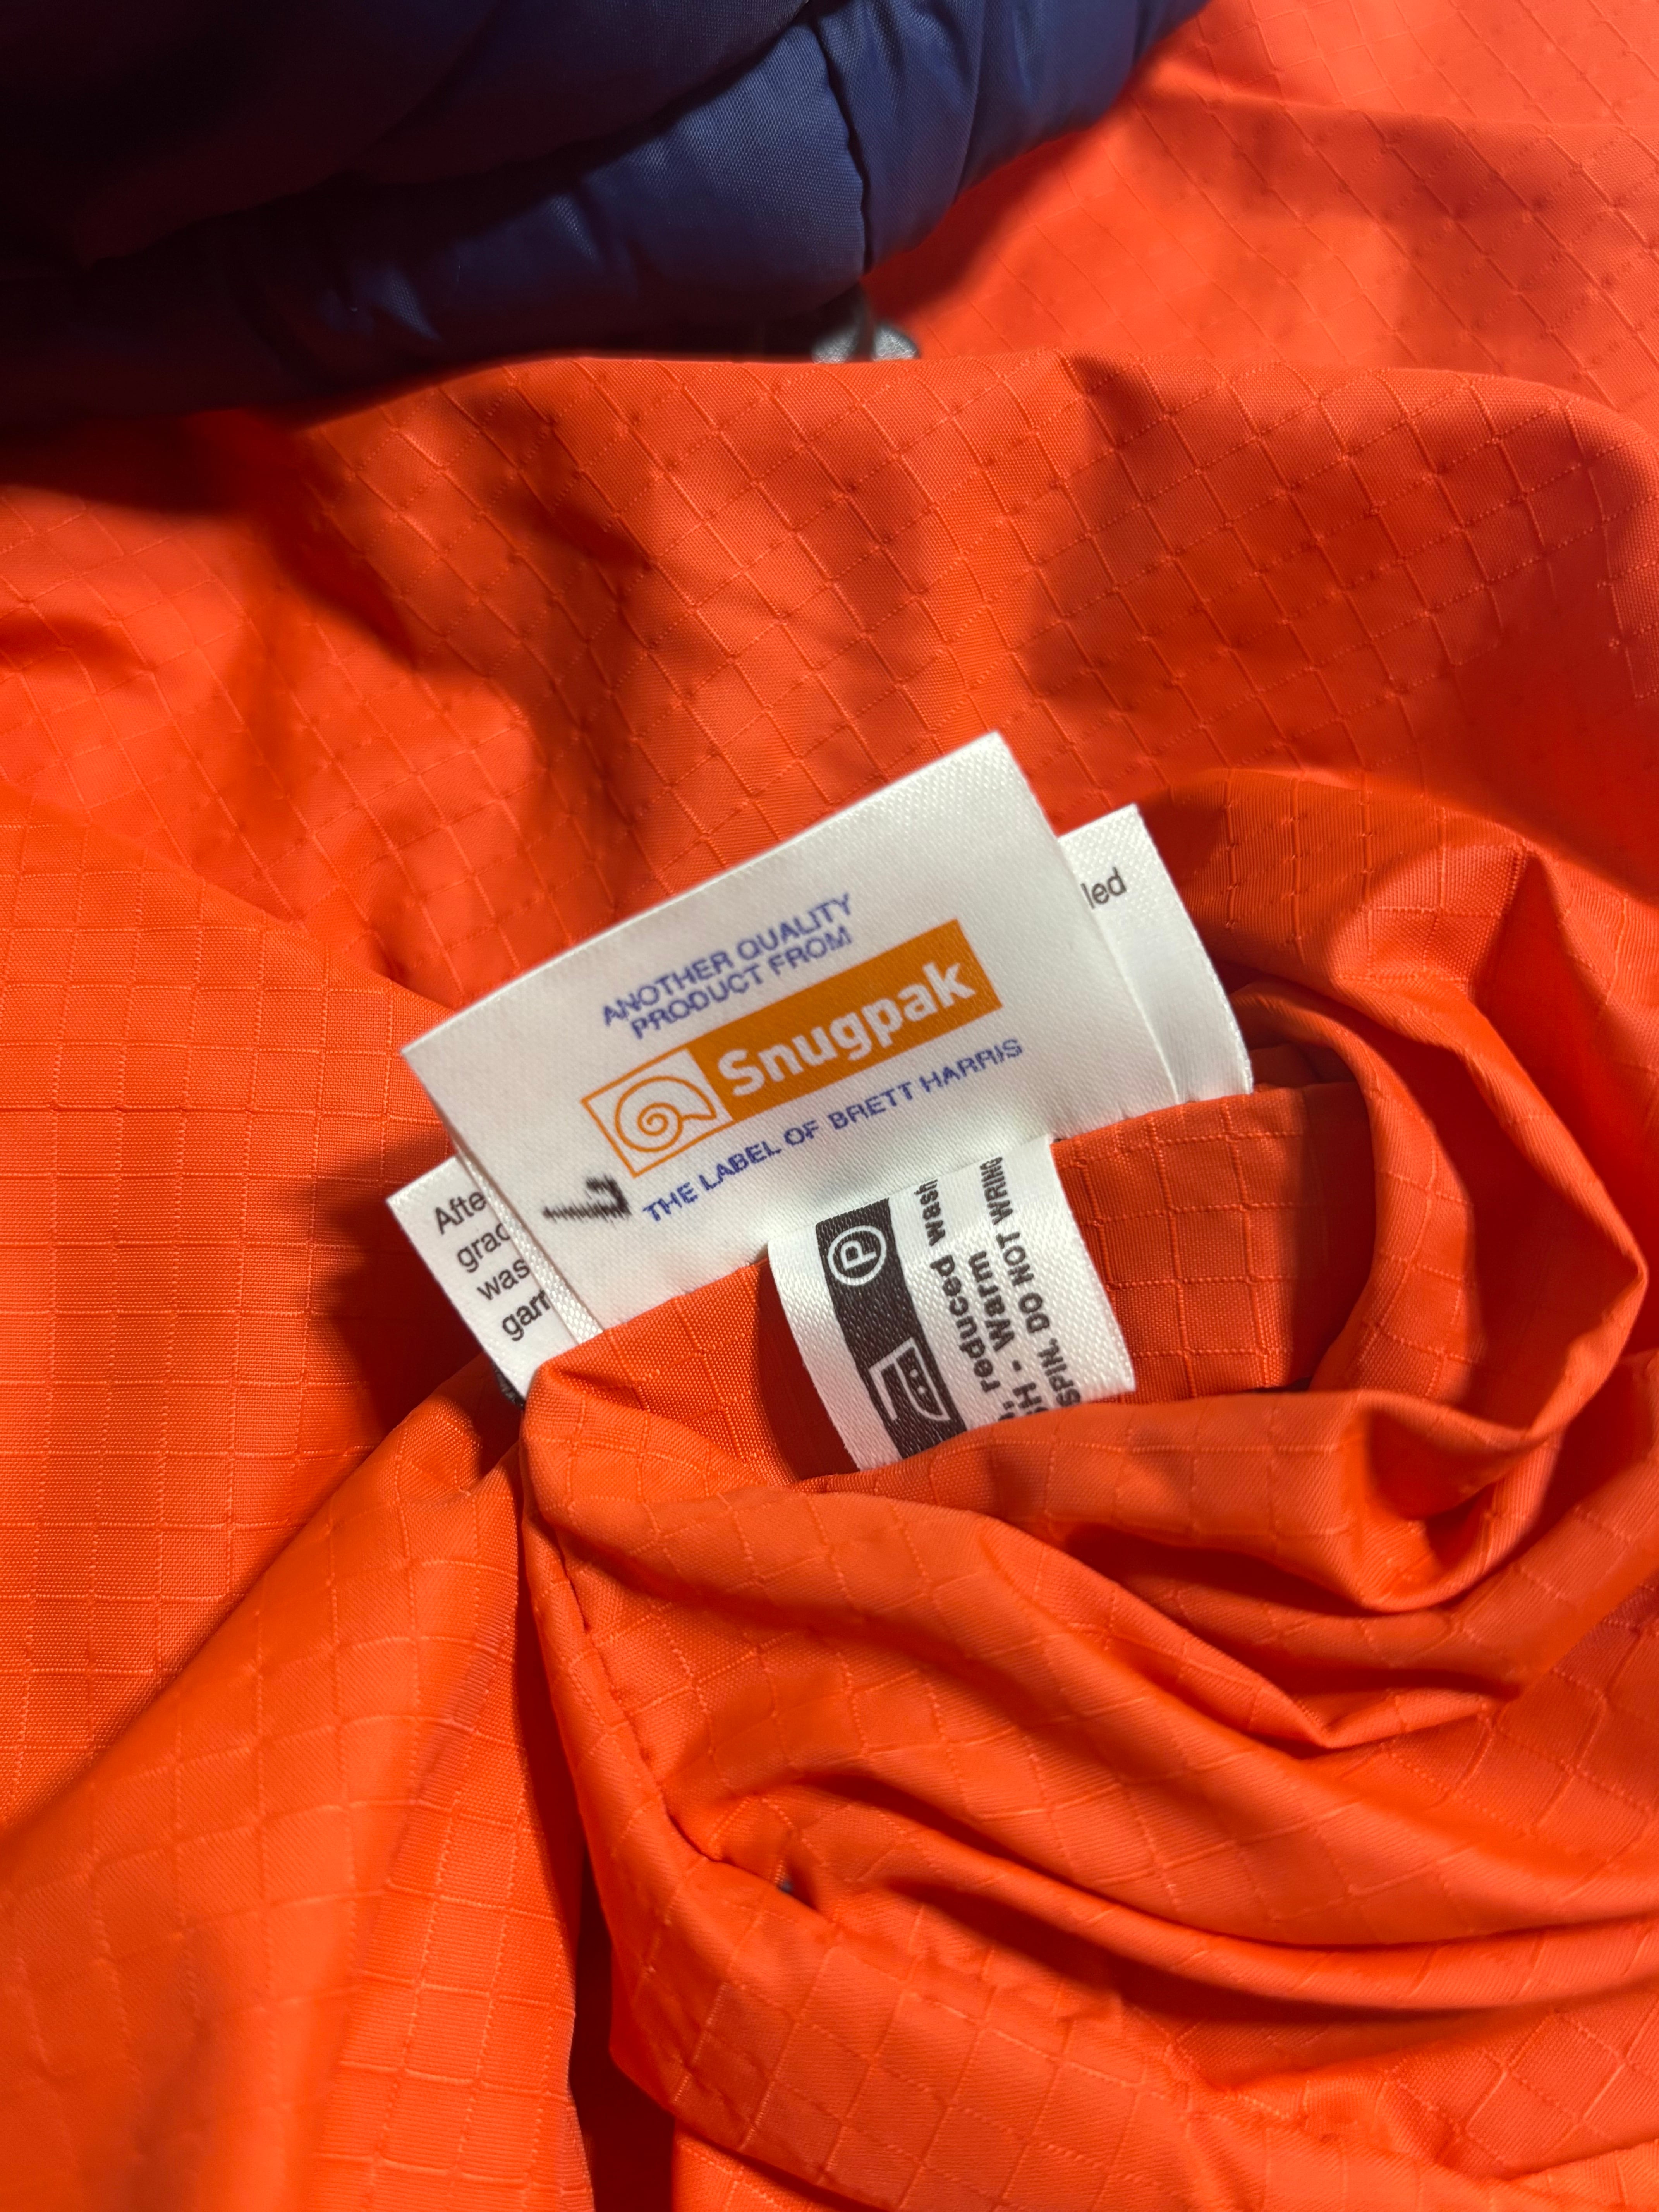 ANOTHER QUALITY
PRODUCT FROM
Snugpak
THE LABEL OF BRETT HARRIS
led
Afte
grad
was
garm
P
reduced wash
- Warm
SPIN. DO NOT WRING